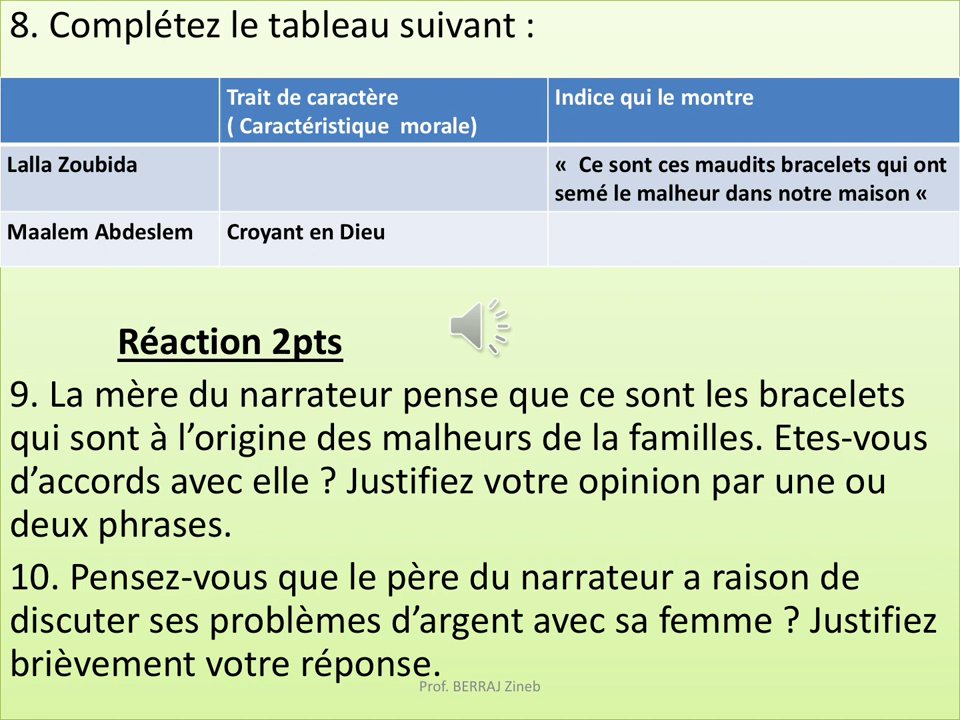 8. Complétez le tableau suivant :
Trait de caractère
( Caractéristique morale)
Indice qui le montre
Lalla Zoubida
« Ce sont ces maudits bracelets qui ont
semé le malheur dans notre maison «
Maalem Abdeslem
Croyant en Dieu
Réaction 2pts
9. La mère du narrateur pense que ce sont les bracelets
qui sont à l’origine des malheurs de la familles. Etes-vous
d’accords avec elle ? Justifiez votre opinion par une ou
deux phrases.
10. Pensez-vous que le père du narrateur a raison de
discuter ses problèmes d’argent avec sa femme ? Justifiez
brièvement votre réponse.
Prof. BERRAJ Zineb